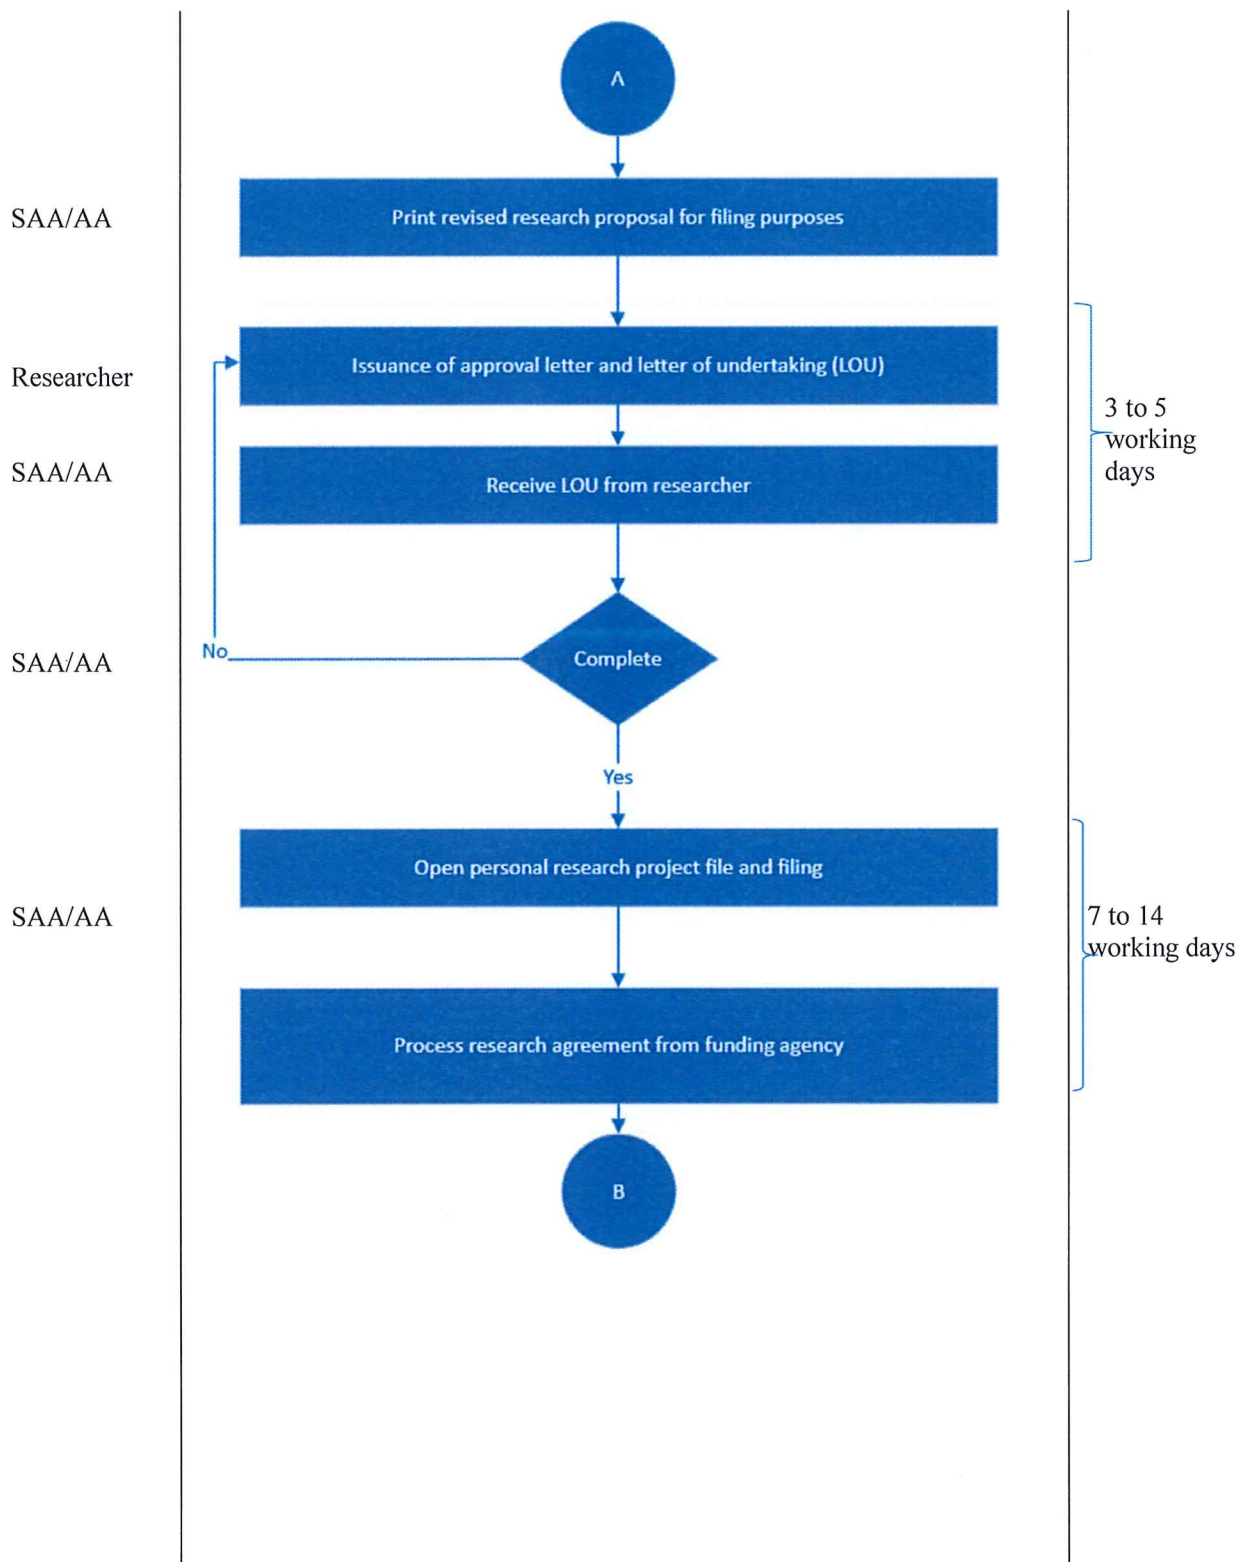 A
SAA/AA
Print revised research proposal for filing purposes
Researcher
Issuance of approval letter and letter of undertaking (LOU)
3 to 5
working
days
SAA/AA
Receive LOU from researcher
SAA/AA
No
Complete
Yes
Open personal research project file and filing
SAA/AA
7 to 14
working days
Process research agreement from funding agency
B